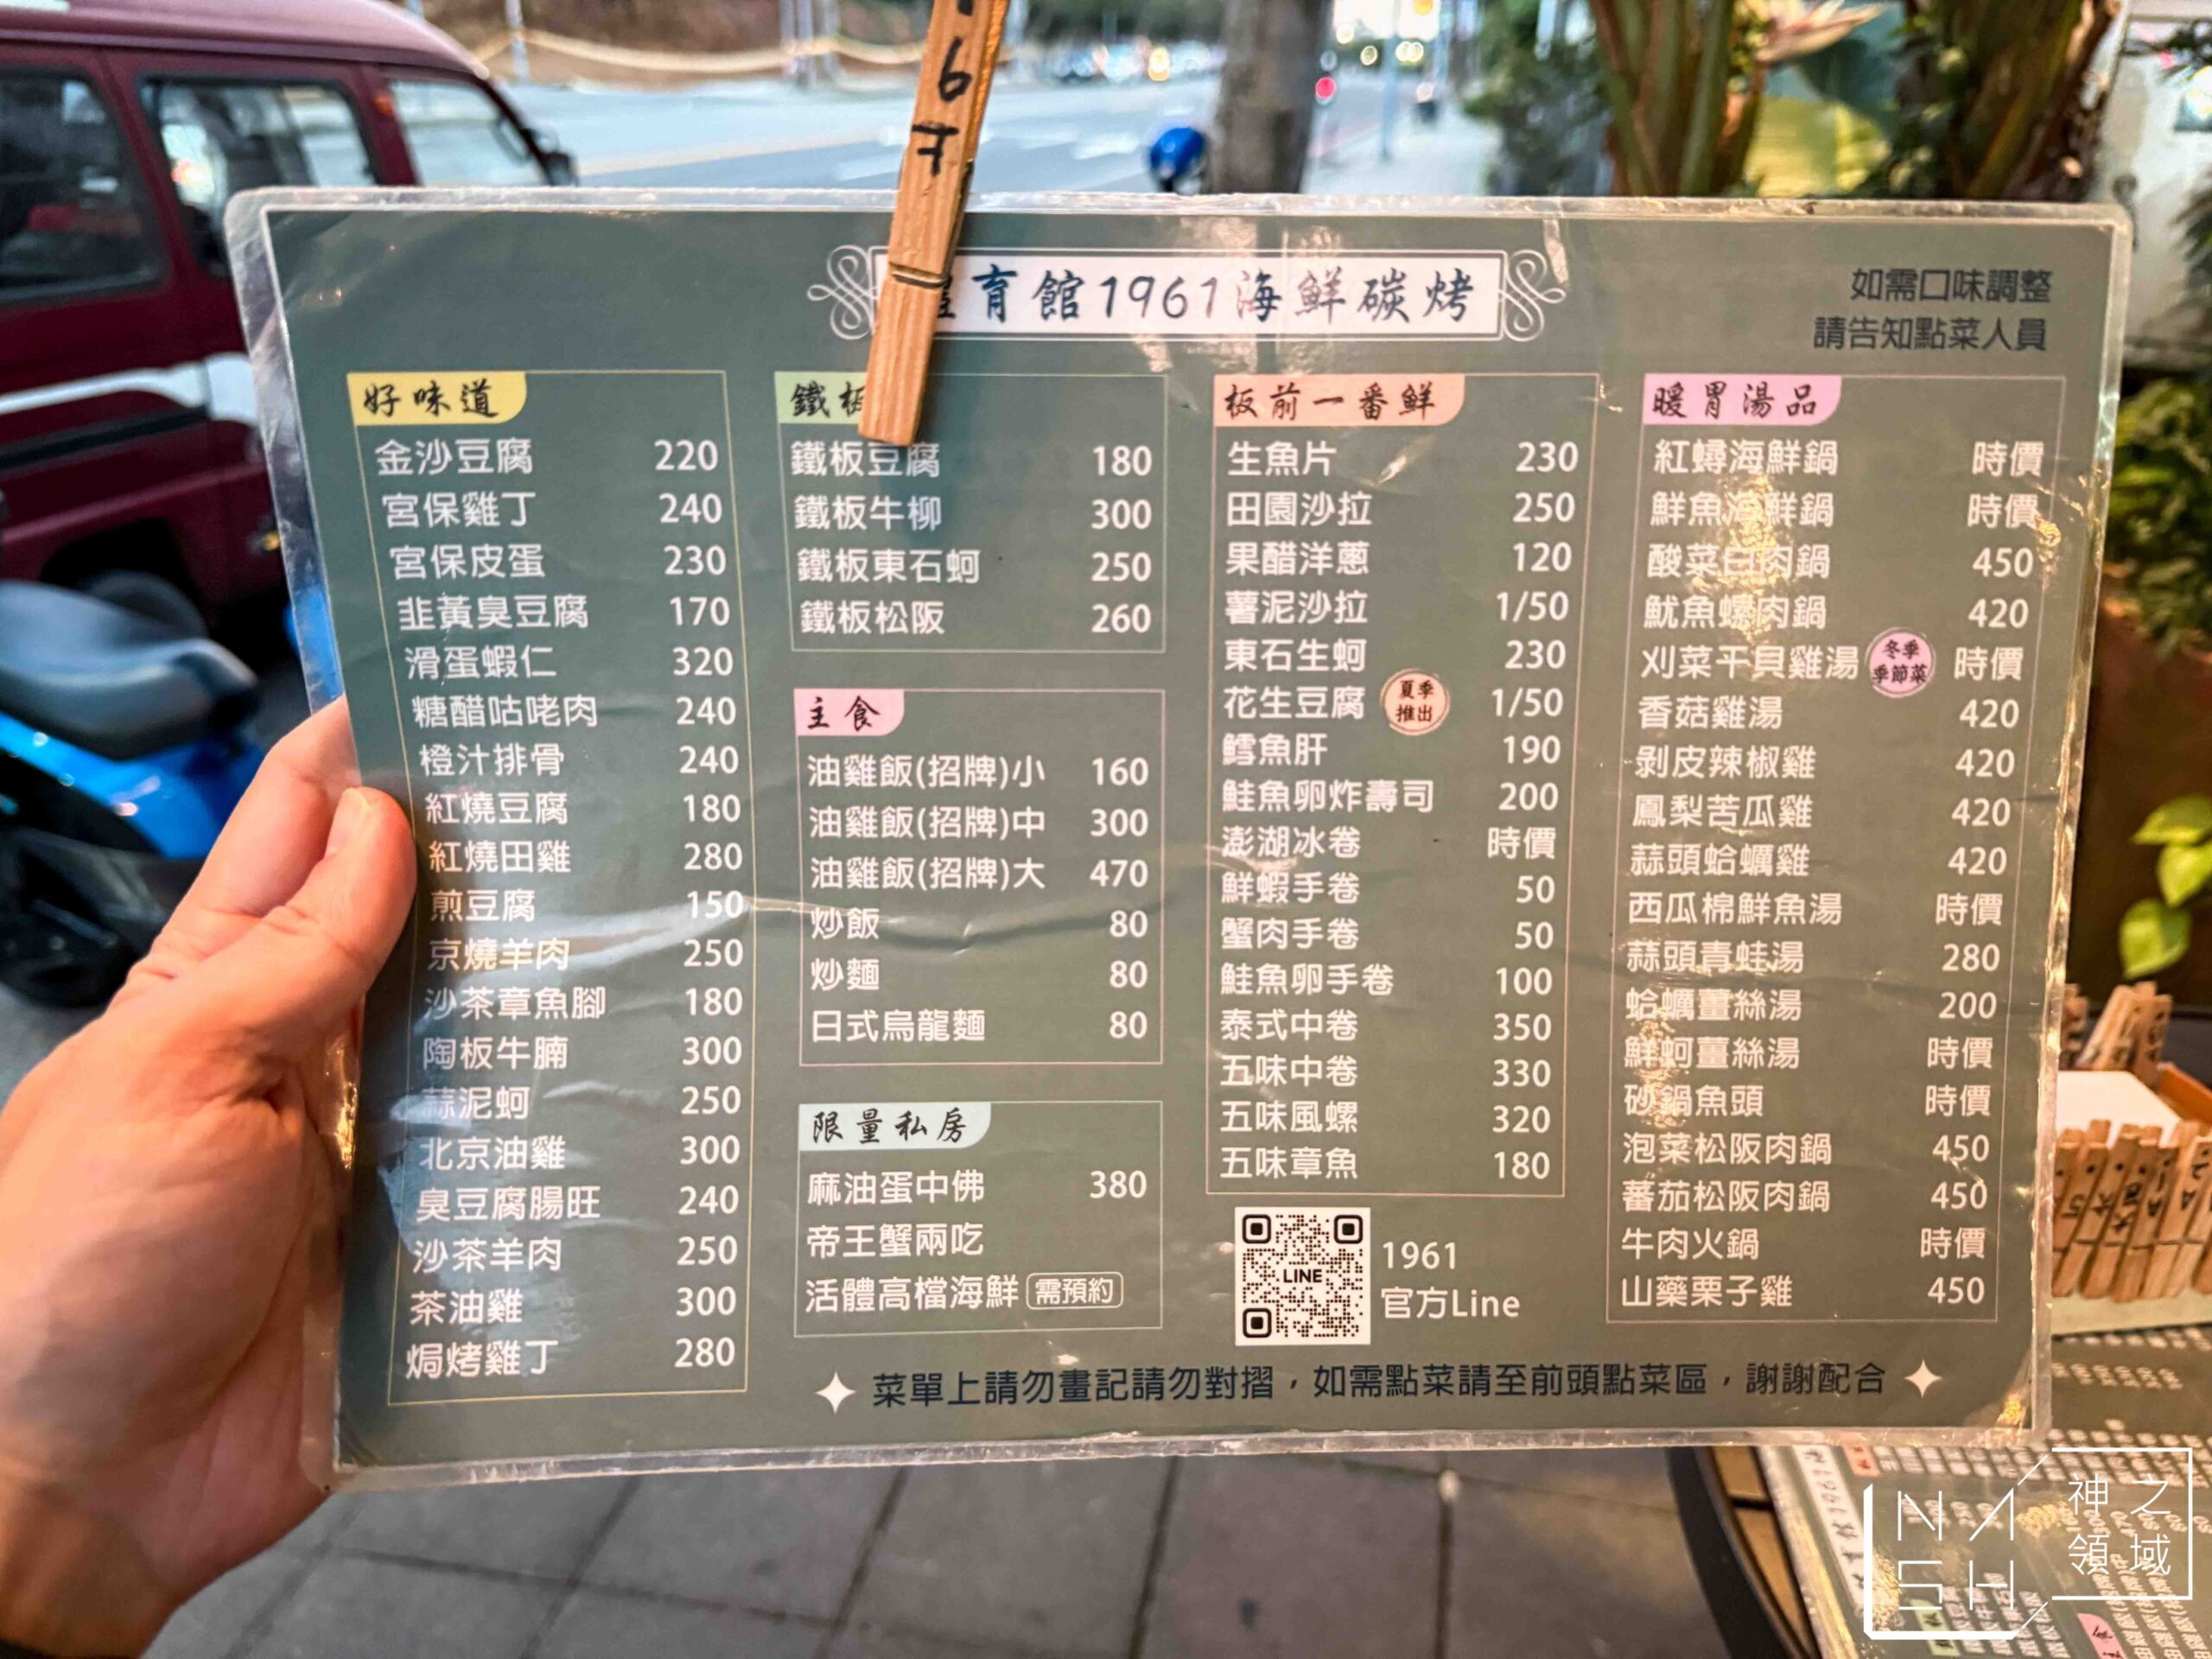 6
育館1961海鮮碳烤
如需口味調整
請告知點菜人員
好味道
金沙豆腐 220
宮保雞丁 240
宮保皮蛋 230
韭黃臭豆腐 170
滑蛋蝦仁 320
糖醋咕咾肉 240
橙汁排骨 240
紅燒豆腐 180
紅燒田雞 280
煎豆腐 150
京燒羊肉 250
沙茶章魚腳 180
陶板牛腩 300
蒜泥蚵 250
北京油雞 300
臭豆腐腸旺 240
沙茶羊肉 250
茶油雞 300
焗烤雞丁 280
鐵板
鐵板豆腐 180
鐵板牛柳 300
鐵板東石蚵 250
鐵板松阪 260
主食
油雞飯(招牌)小 160
油雞飯(招牌)中 300
油雞飯(招牌)大 470
炒飯 80
炒麵 80
日式烏龍麵 80
限量私房
麻油蛋中佛 380
帝王蟹兩吃
活體高檔海鮮 需預約
板前一番鮮
生魚片 230
田園沙拉 250
果醋洋蔥 120
薯泥沙拉 1/50
東石生蚵 230
花生豆腐 夏季推出 1/50
鱈魚肝 190
鮭魚卵炸壽司 200
澎湖冰卷 時價
鮮蝦手卷 50
蟹肉手卷 50
鮭魚卵手卷 100
泰式中卷 350
五味中卷 330
五味風螺 320
五味章魚 180
LINE
1961
官方Line
暖胃湯品
紅蟳海鮮鍋 時價
鮮魚海鮮鍋 時價
酸菜白肉鍋 450
魷魚螺肉鍋 420
刈菜干貝雞湯 冬季季節菜 時價
香菇雞湯 420
剝皮辣椒雞 420
鳳梨苦瓜雞 420
蒜頭蛤蠣雞 420
西瓜棉鮮魚湯 時價
蒜頭青蛙湯 280
蛤蠣薑絲湯 200
鮮蚵薑絲湯 時價
砂鍋魚頭 時價
泡菜松阪肉鍋 450
蕃茄松阪肉鍋 450
牛肉火鍋 時價
山藥栗子雞 450
菜單上請勿畫記請勿對摺，如需點菜請至前頭點菜區，謝謝配合
NASH
神之領域